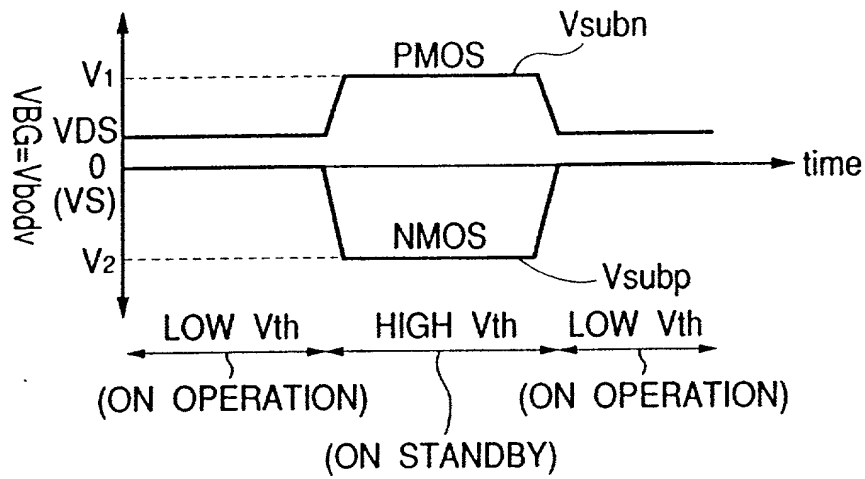 Vsubn
PMOS
V1
VDS
0
(VS)
VBG=Vbodv
time
NMOS
V2
Vsubp
LOW Vth
HIGH Vth
LOW Vth
(ON OPERATION)
(ON OPERATION)
(ON STANDBY)